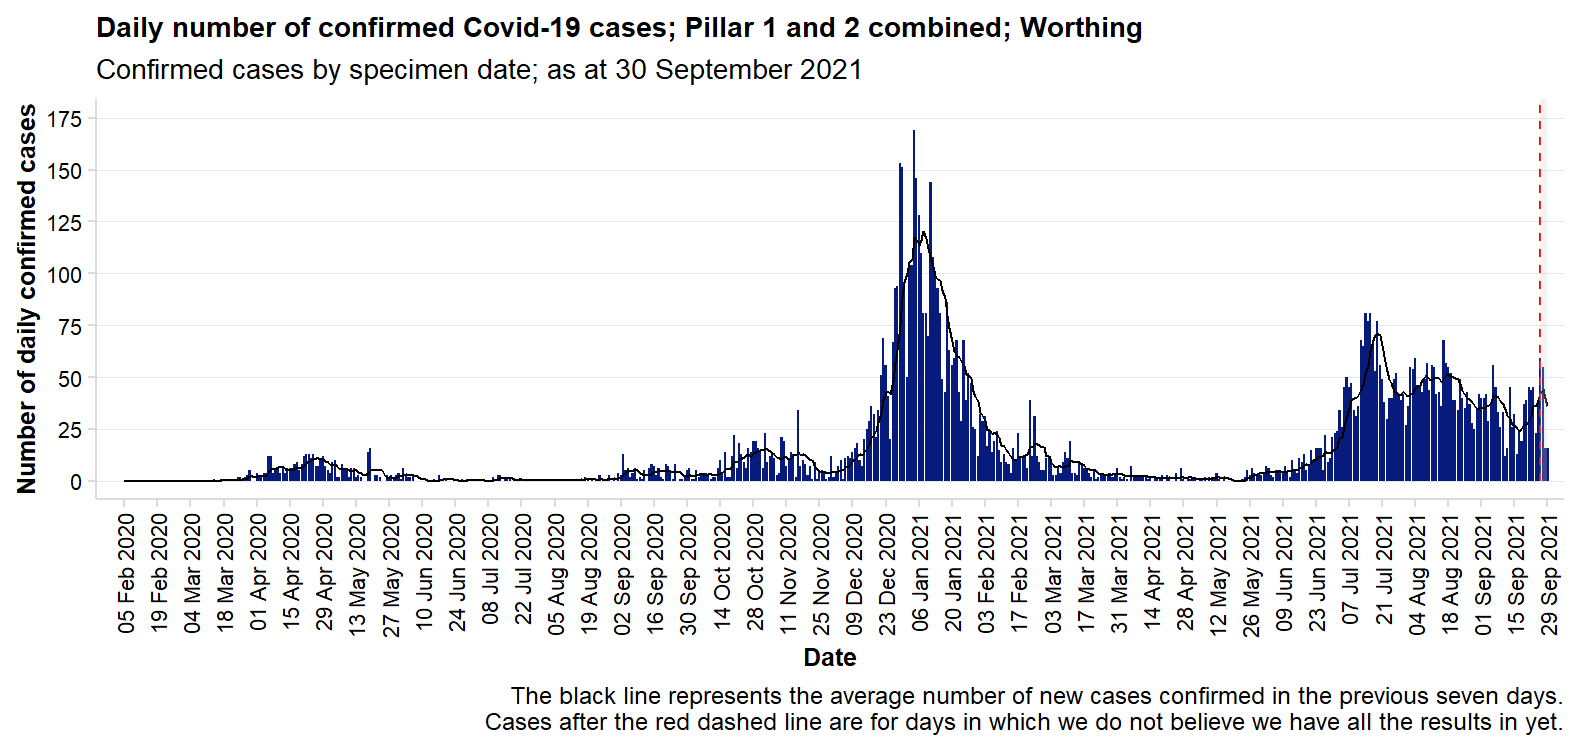 Daily number of confirmed Covid-19 cases; Pillar 1 and 2 combined; Worthing
Confirmed cases by specimen date; as at 30 September 2021
Number of daily confirmed cases
175
150
125
100
75
50
25
0
05 Feb 2020
19 Feb 2020
04 Mar 2020
18 Mar 2020
01 Apr 2020
15 Apr 2020
29 Apr 2020
13 May 2020
27 May 2020
10 Jun 2020
24 Jun 2020
08 Jul 2020
22 Jul 2020
05 Aug 2020
19 Aug 2020
02 Sep 2020
16 Sep 2020
30 Sep 2020
14 Oct 2020
28 Oct 2020
11 Nov 2020
25 Nov 2020
09 Dec 2020
23 Dec 2020
06 Jan 2021
20 Jan 2021
03 Feb 2021
17 Feb 2021
03 Mar 2021
17 Mar 2021
31 Mar 2021
14 Apr 2021
28 Apr 2021
12 May 2021
26 May 2021
09 Jun 2021
23 Jun 2021
07 Jul 2021
21 Jul 2021
04 Aug 2021
18 Aug 2021
01 Sep 2021
15 Sep 2021
29 Sep 2021
Date
The black line represents the average number of new cases confirmed in the previous seven days.
Cases after the red dashed line are for days in which we do not believe we have all the results in yet.